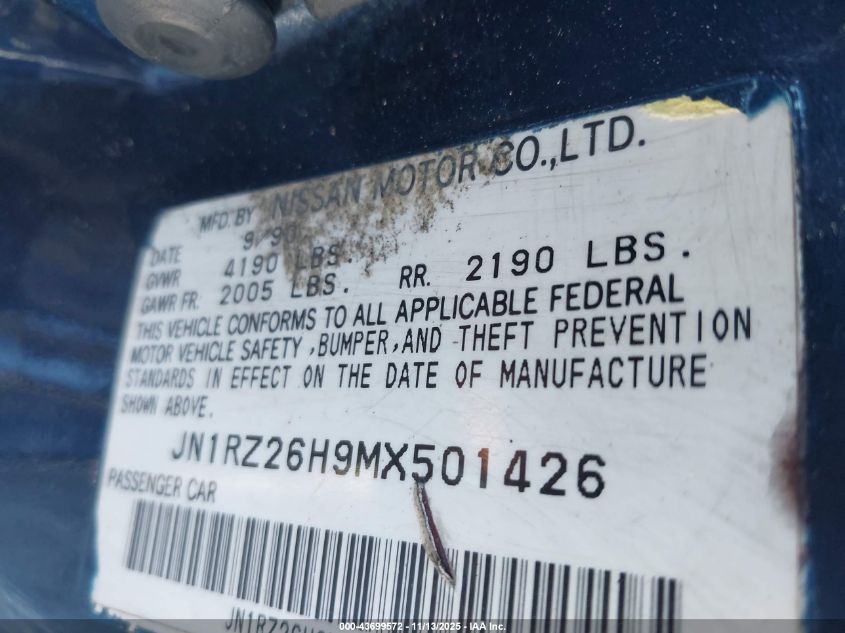 MFD. BY NISSAN MOTOR CO.,LTD.
DATE 9/90
GVWR 4190 LBS.
GAWR FR. 2005 LBS. RR. 2190 LBS.
THIS VEHICLE CONFORMS TO ALL APPLICABLE FEDERAL
MOTOR VEHICLE SAFETY ,BUMPER,AND THEFT PREVENTION
STANDARDS IN EFFECT ON THE DATE OF MANUFACTURE
SHOWN ABOVE.
JN1RZ26H9MX501426
PASSENGER CAR
000-43699572 - 11/13/2025 - IAA Inc.